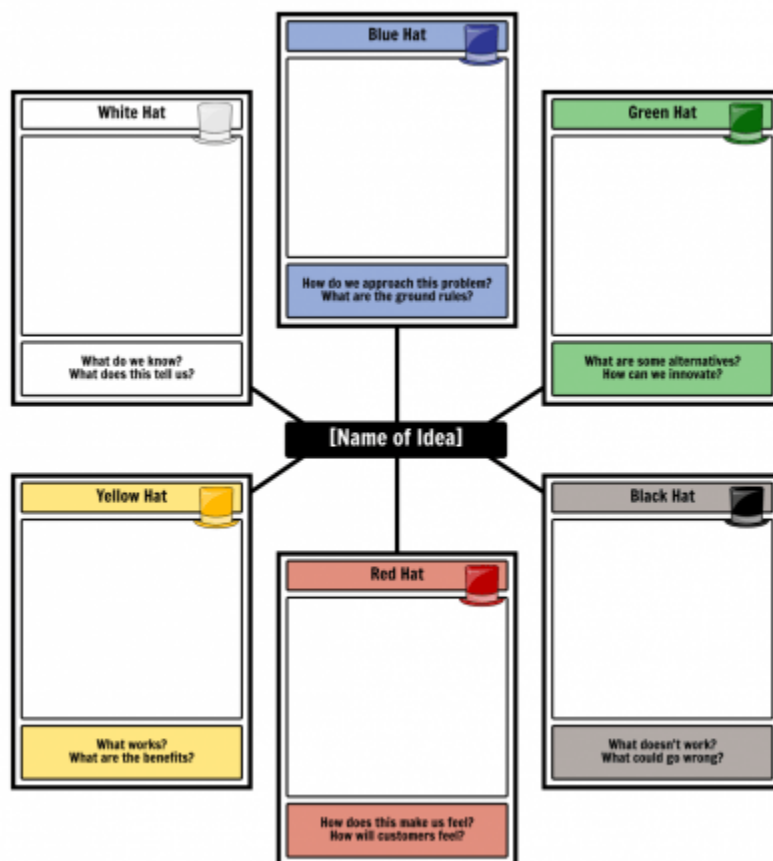 Blue Hat
How do we approach this problem?
What are the ground rules?
White Hat
What do we know?
What does this tell us?
Green Hat
What are some alternatives?
How can we innovate?
[Name of Idea]
Yellow Hat
What works?
What are the benefits?
Black Hat
What doesn't work?
What could go wrong?
Red Hat
How does this make us feel?
How will customers feel?